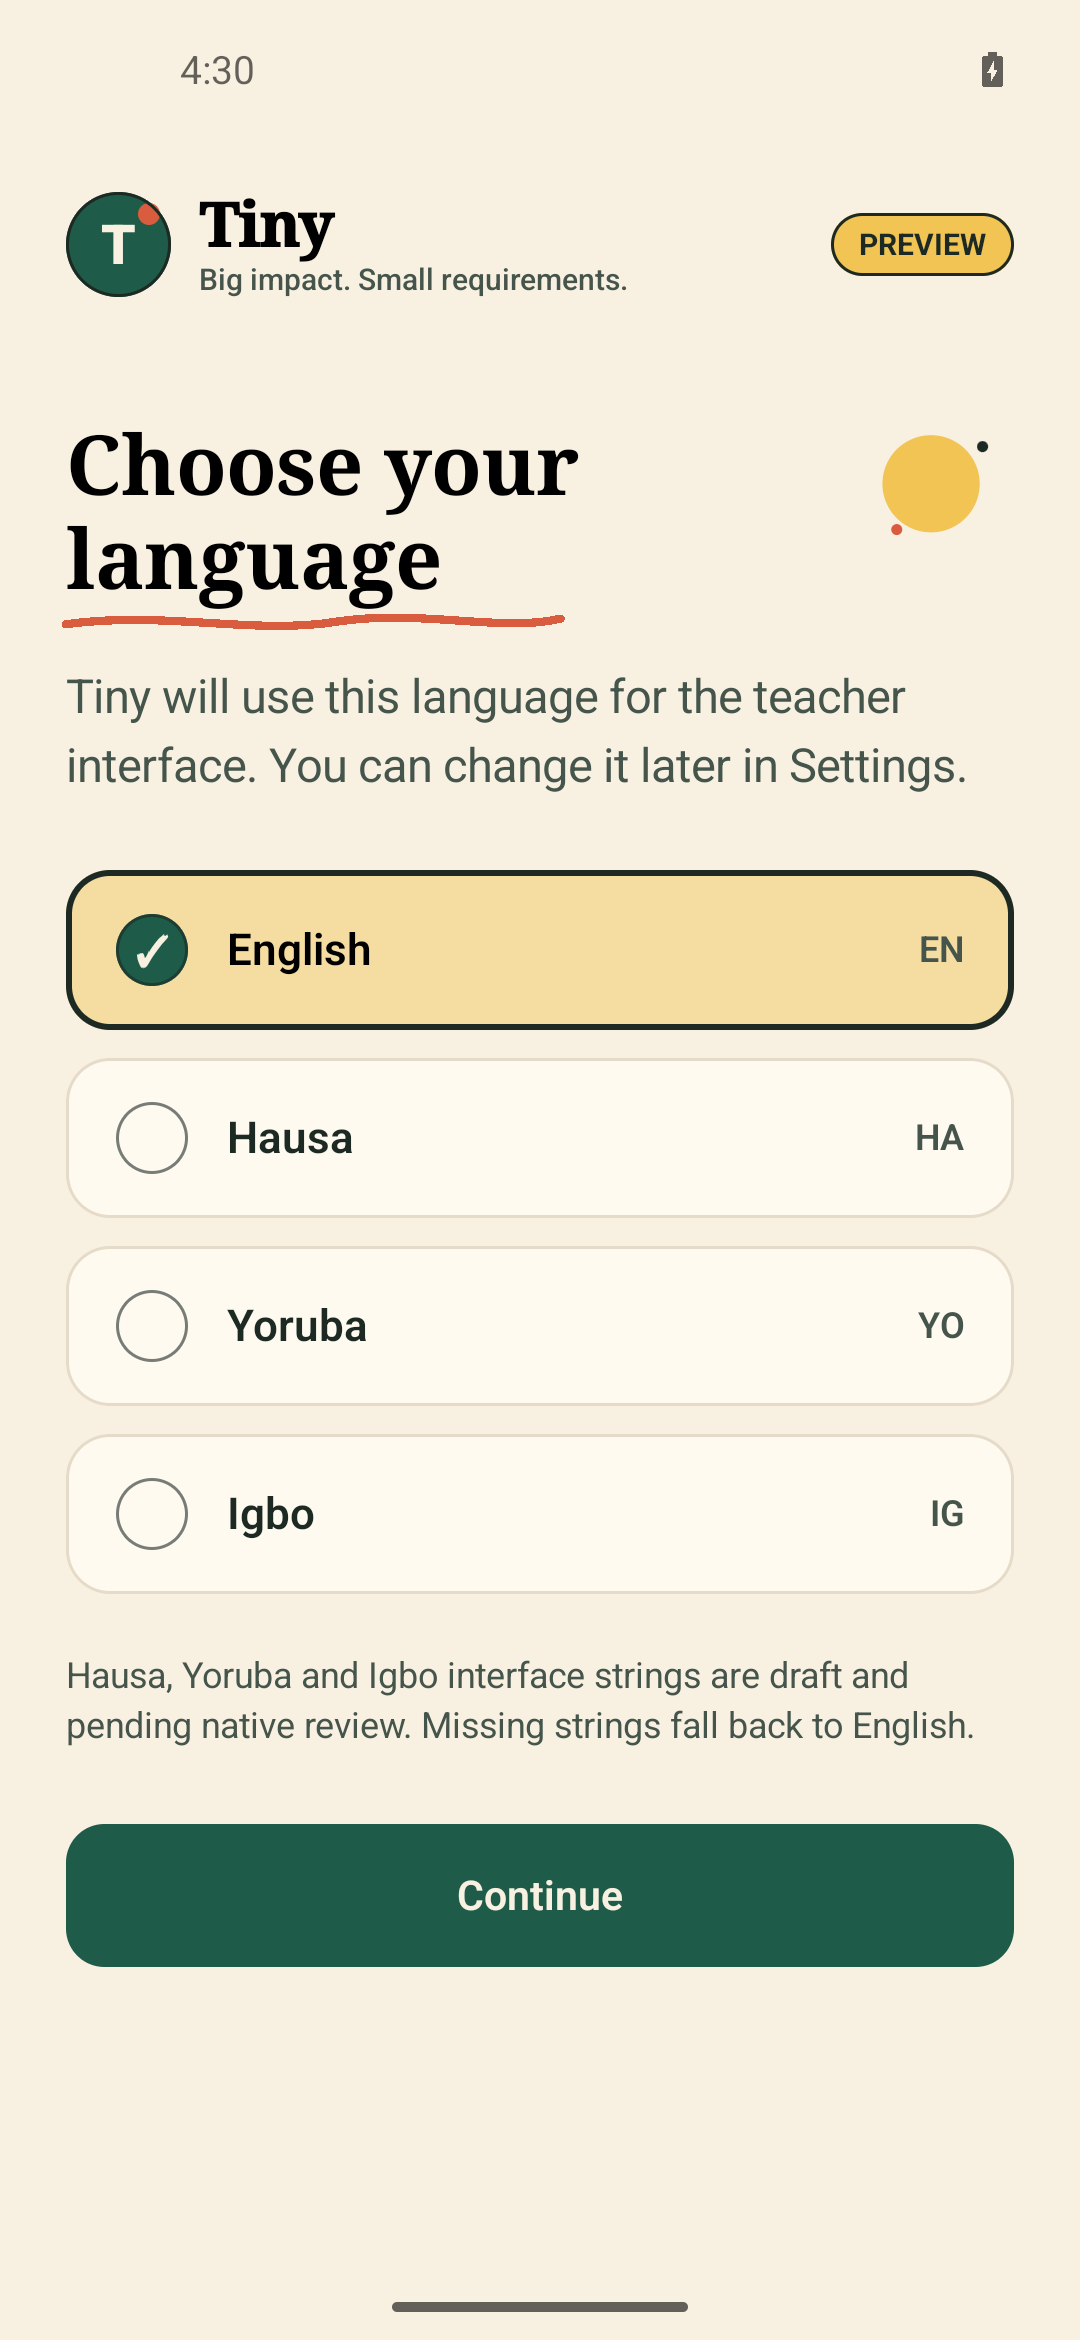 4:30
T
Tiny
Big impact. Small requirements.
PREVIEW
Choose your
language
Tiny will use this language for the teacher
interface. You can change it later in Settings.
English
EN
Hausa
HA
Yoruba
YO
Igbo
IG
Hausa, Yoruba and Igbo interface strings are draft and
pending native review. Missing strings fall back to English.
Continue